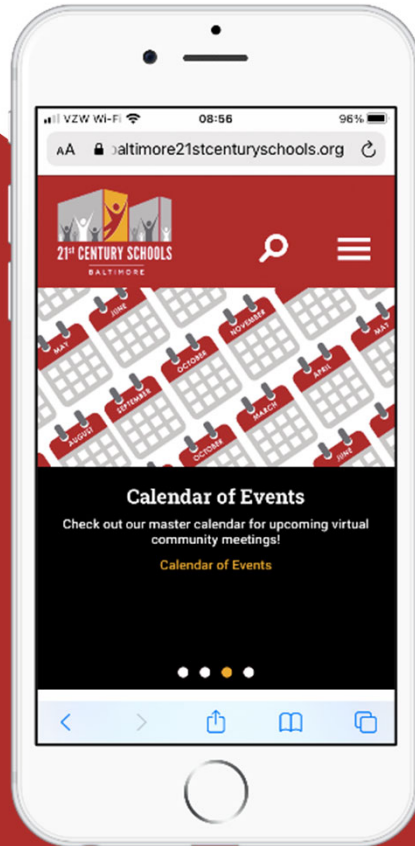 VZW Wi-Fi 08:56 96%
AA baltimore21stcenturyschools.org
21st CENTURY SCHOOLS
BALTIMORE
JUNE
NOVEMBER
MAY
MAY
OCTOBER
APRIL
SEPTEMBER
MARCH
AUGUST
OCTOBER
JUNE
Calendar of Events
Check out our master calendar for upcoming virtual
community meetings!
Calendar of Events